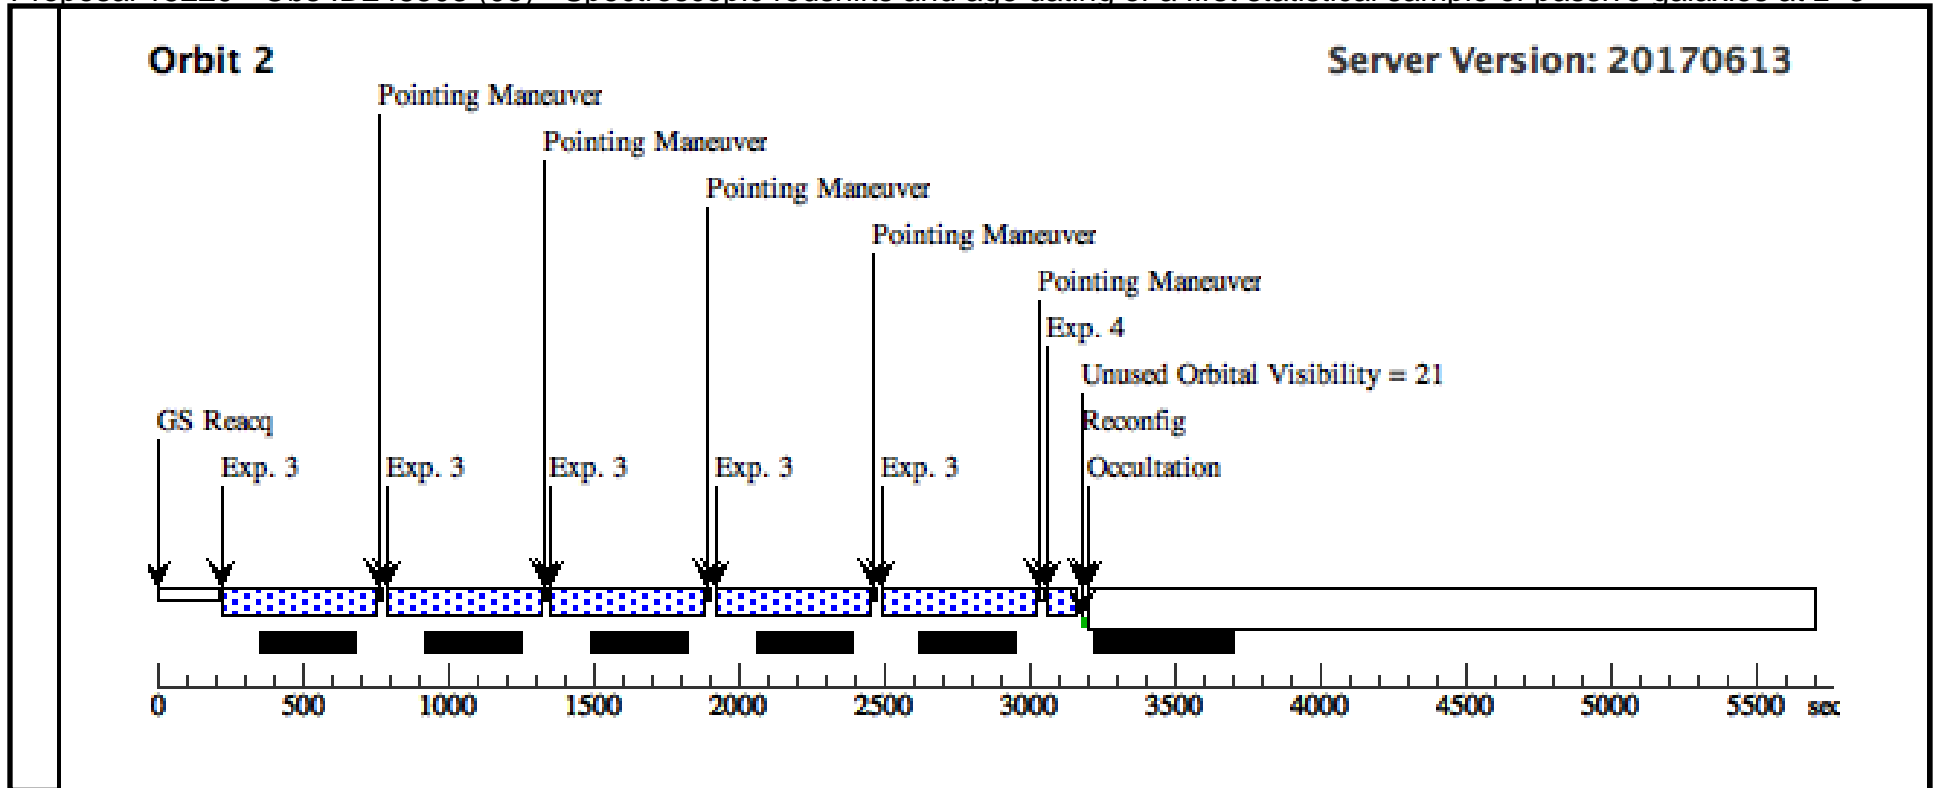 Orbit 2
Server Version: 20170613
Pointing Maneuver
Pointing Maneuver
Pointing Maneuver
Pointing Maneuver
Pointing Maneuver
Exp. 4
Unused Orbital Visibility = 21
GS Reacq
Reconfig
Exp. 3 Exp. 3 Exp. 3 Exp. 3 Exp. 3 Occultation
0 500 1000 1500 2000 2500 3000 3500 4000 4500 5000 5500 sec